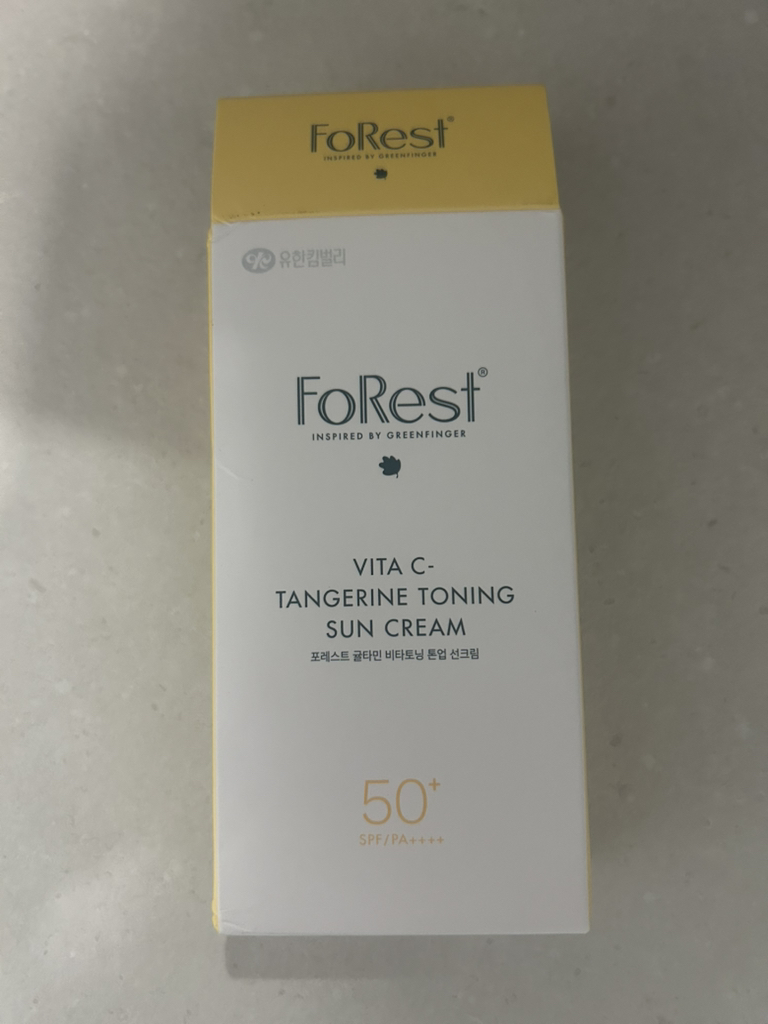 FoRest®
INSPIRED BY GREENFINGER
유한킴벌리
FoRest®
INSPIRED BY GREENFINGER
VITA C-
TANGERINE TONING
SUN CREAM
포레스트 귤타민 비타토닝 톤업 선크림
50+
SPF/PA++++